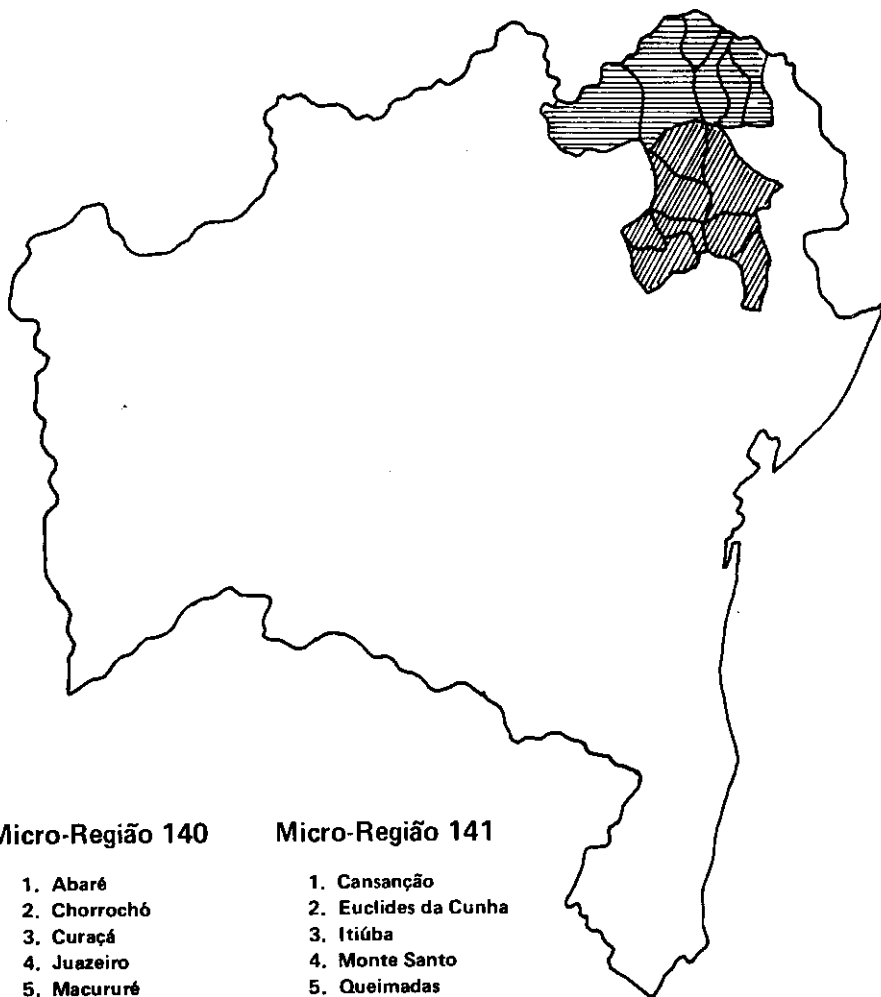 Micro-Região 140
1. Abaré
2. Chorrochó
3. Curaçá
4. Juazeiro
5. Macururé
Micro-Região 141
1. Cansanção
2. Euclides da Cunha
3. Itiúba
4. Monte Santo
5. Queimadas